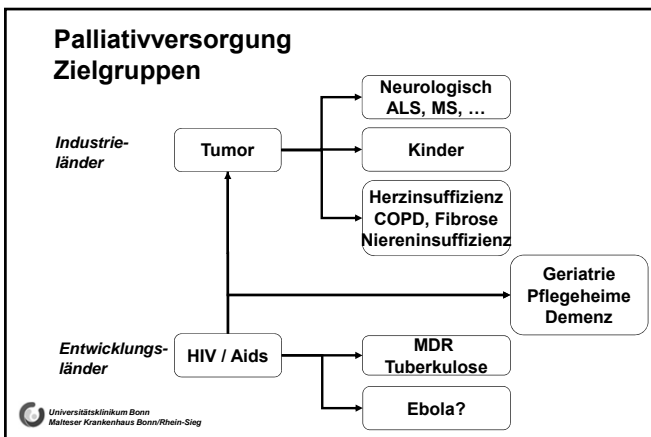 Palliativversorgung
Zielgruppen
Industrie-
länder
Tumor
Neurologisch
ALS, MS, …
Kinder
Herzinsuffizienz
COPD, Fibrose
Niereninsuffizienz
Geriatrie
Pflegeheime
Demenz
Entwicklungs-
länder
HIV / Aids
MDR
Tuberkulose
Ebola?
Universitätsklinikum Bonn
Malteser Krankenhaus Bonn/Rhein-Sieg